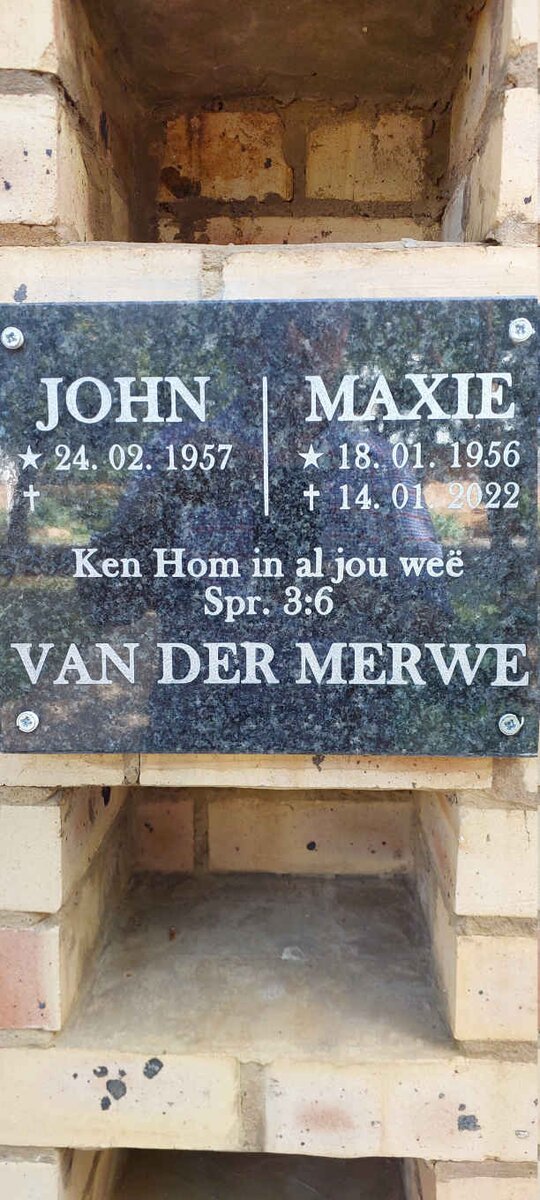 JOHN MAXIE
★ 24. 02. 1957 ★ 18. 01. 1956
✝ ✝ 14. 01. 2022
Ken Hom in al jou weë
Spr. 3:6
VAN DER MERWE